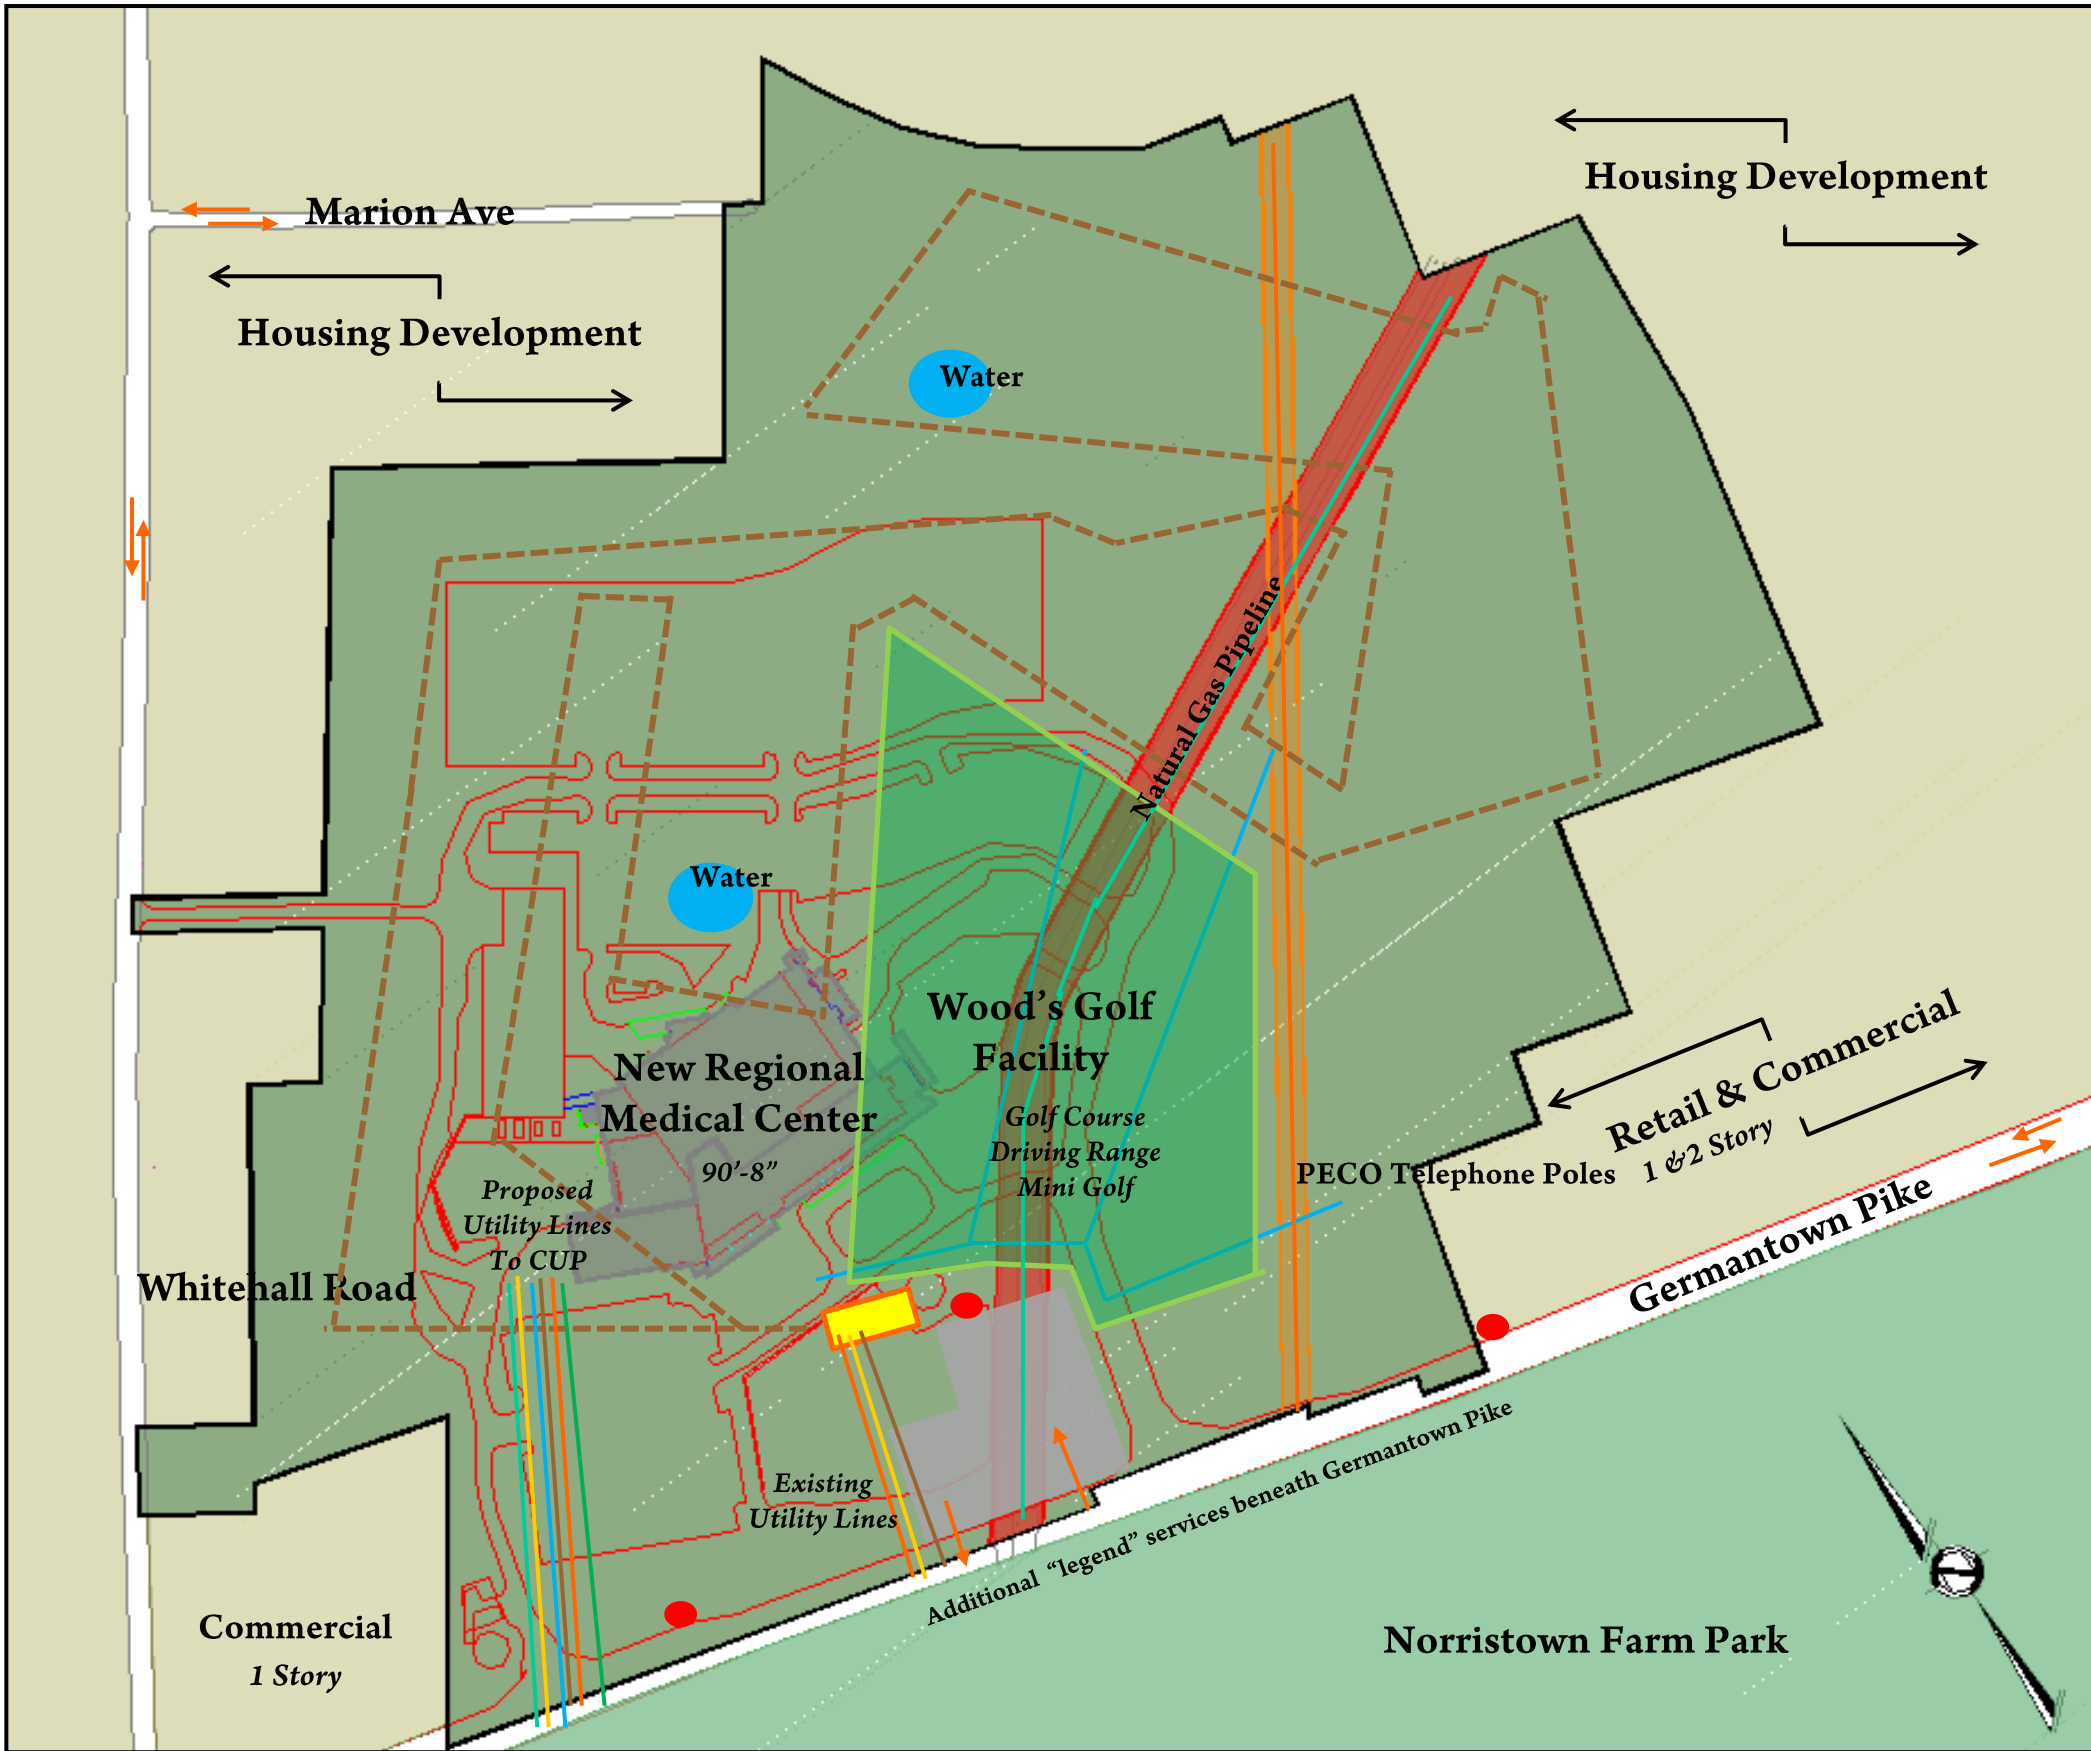 Housing Development
Marion Ave
Housing Development
Water
Natural Gas Pipeline
Water
Wood's Golf
Facility
Golf Course
Driving Range
Mini Golf
New Regional
Medical Center
90'-8"
Retail & Commercial
1 &2 Story
PECO Telephone Poles
Proposed
Utility Lines
To CUP
Whitehall Road
Germantown Pike
Existing
Utility Lines
Additional "legend" services beneath Germantown Pike
Commercial
1 Story
Norristown Farm Park